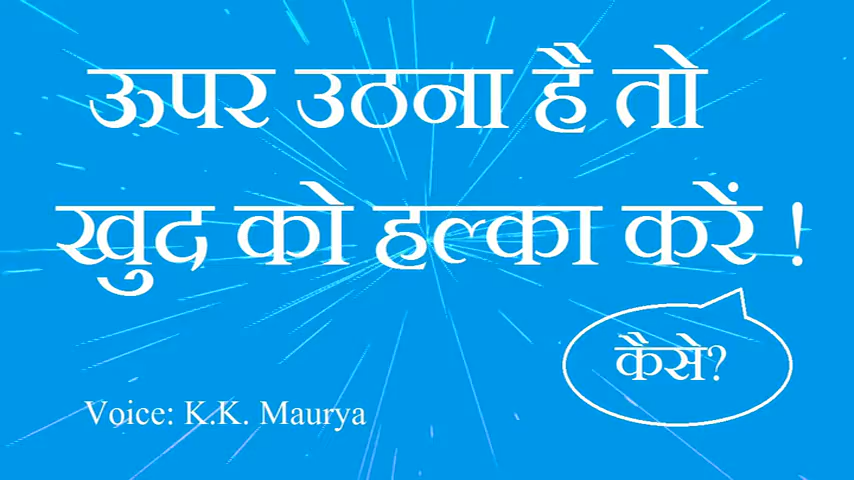 ऊपर उठना है तो
खुद को हल्का करें !
कैसे?
Voice: K.K. Maurya